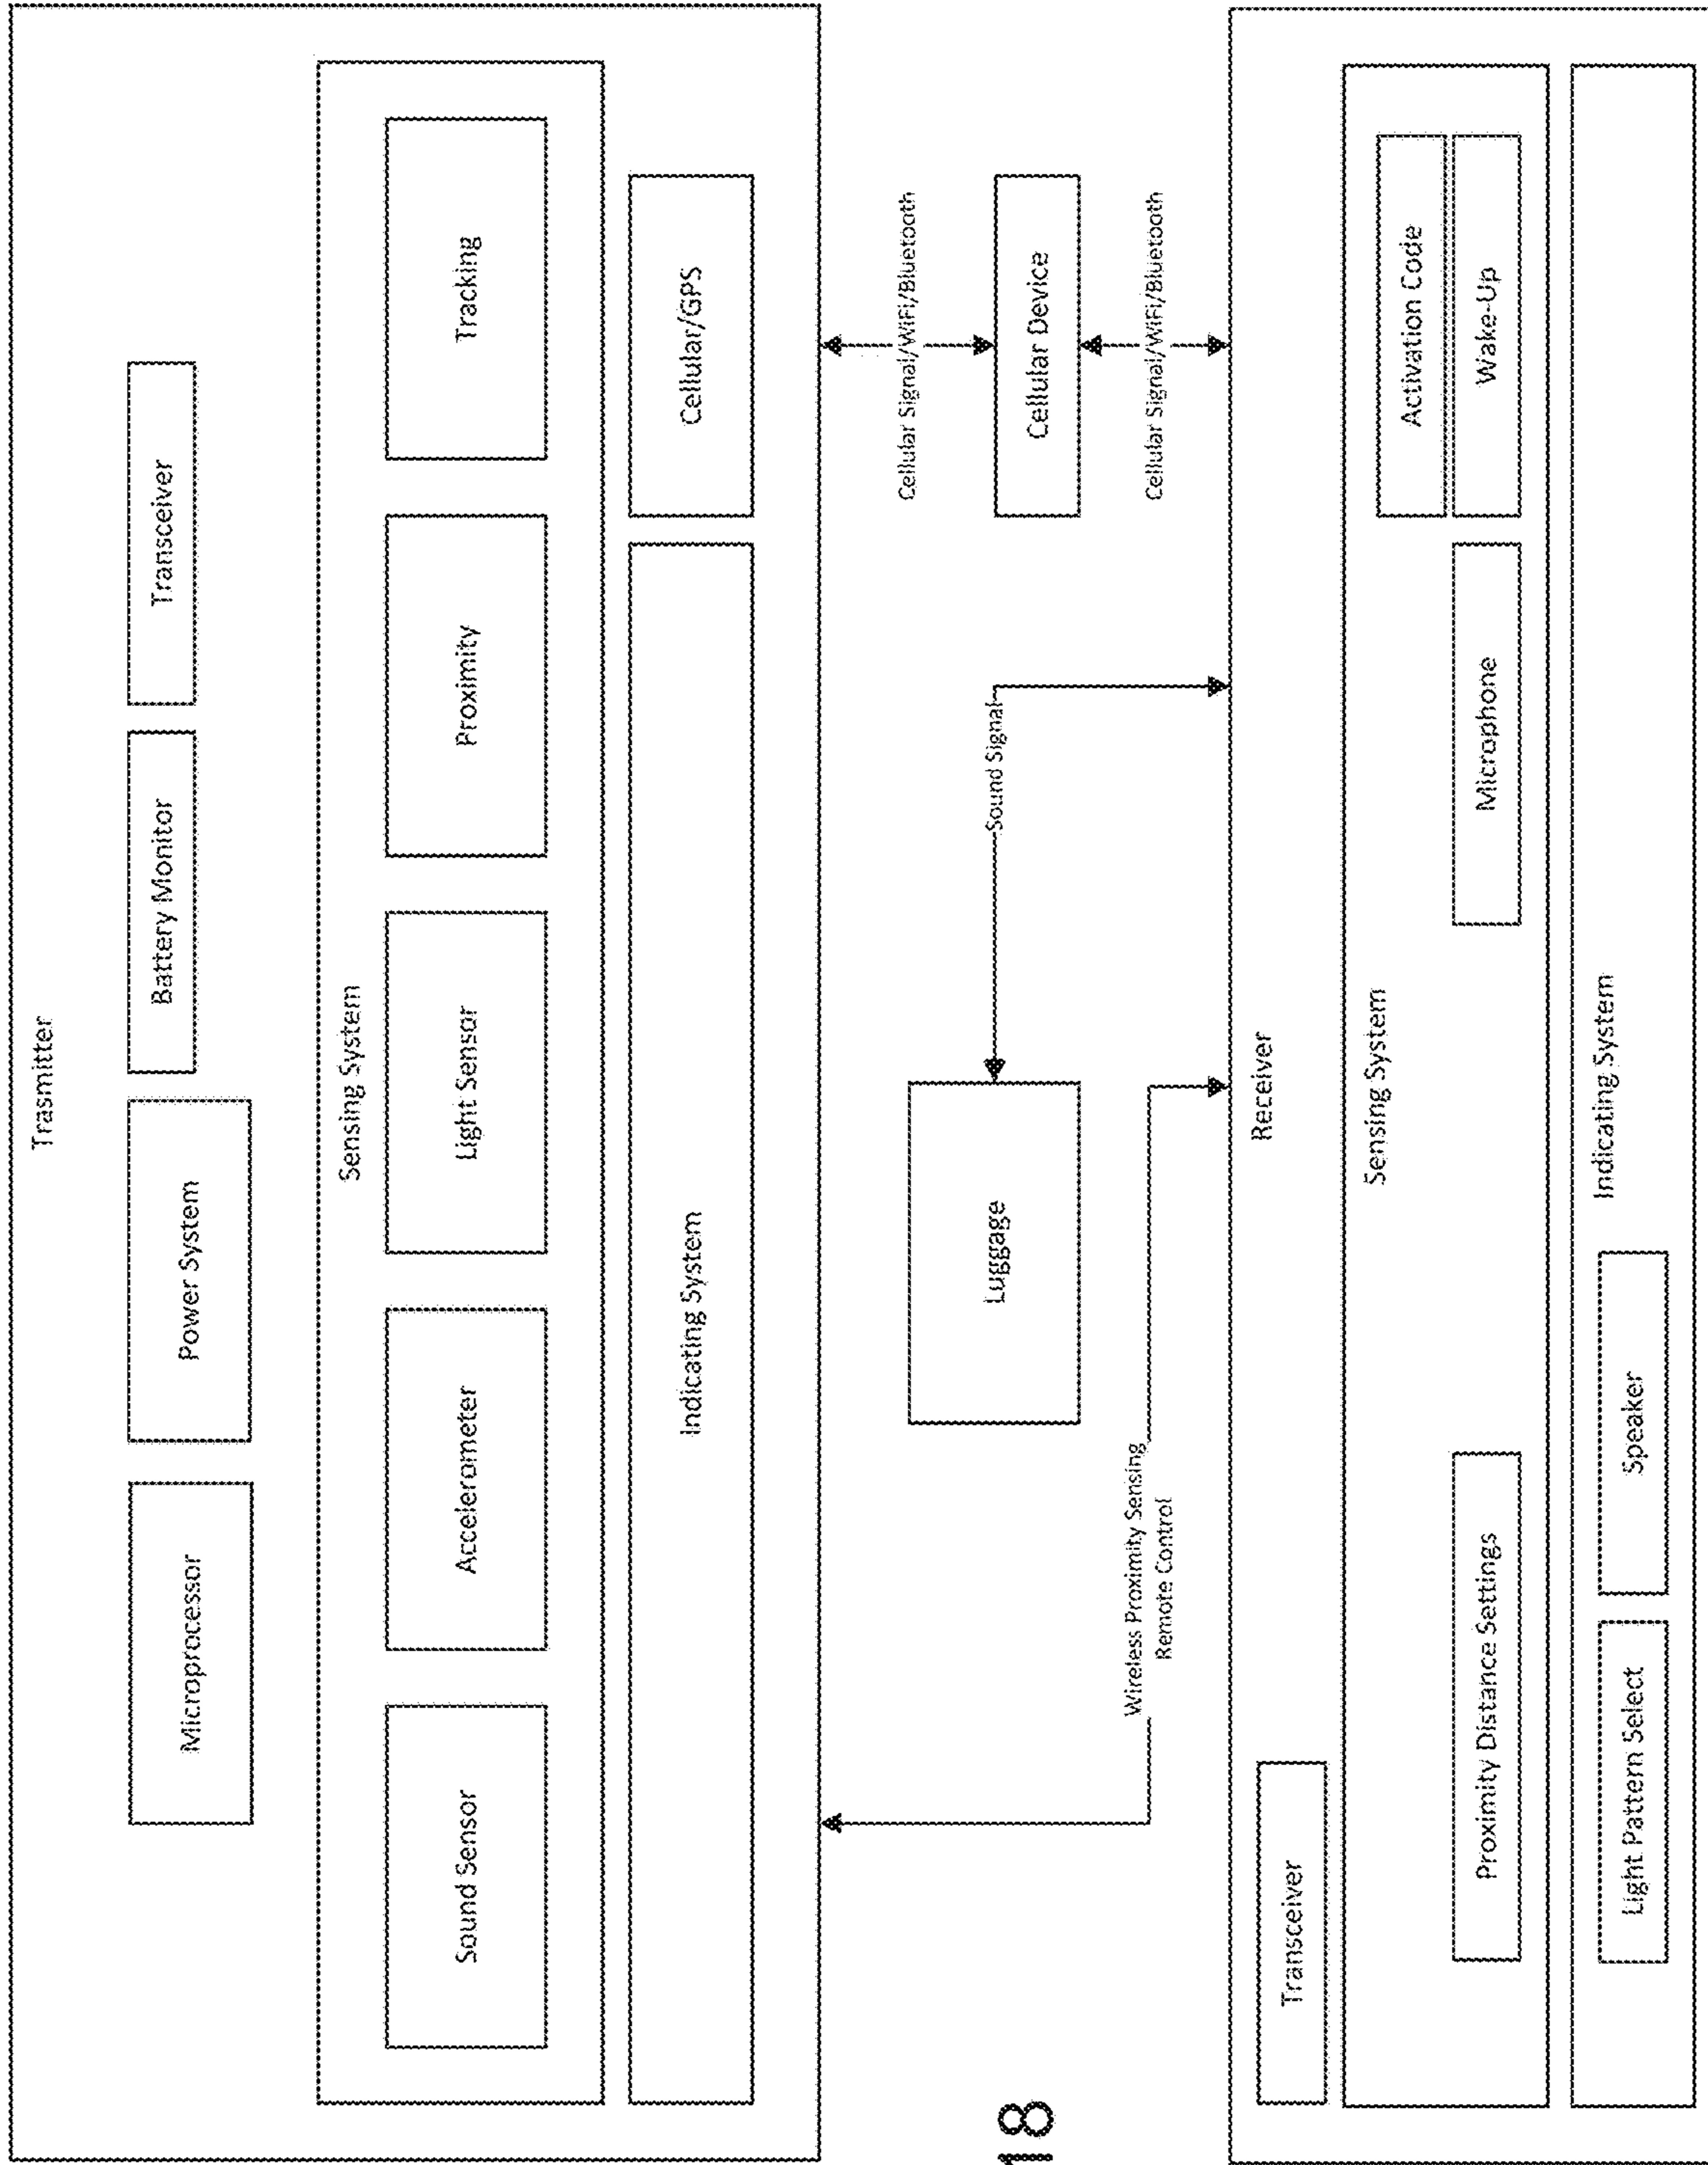 Trasmitter
Microprocessor
Power System
Battery Monitor
Transceiver
Sensing System
Sound Sensor
Accelerometer
Light Sensor
Proximity
Tracking
Indicating System
Cellular/GPS
Cellular Signal/WiFi/Bluetooth
Luggage
Sound Signal
Cellular Device
Wireless Proximity Sensing
Remote Control
Cellular Signal/WiFi/Bluetooth
18
Receiver
Transceiver
Sensing System
Activation Code
Proximity Distance Settings
Microphone
Wake-Up
Indicating System
Light Pattern Select
Speaker